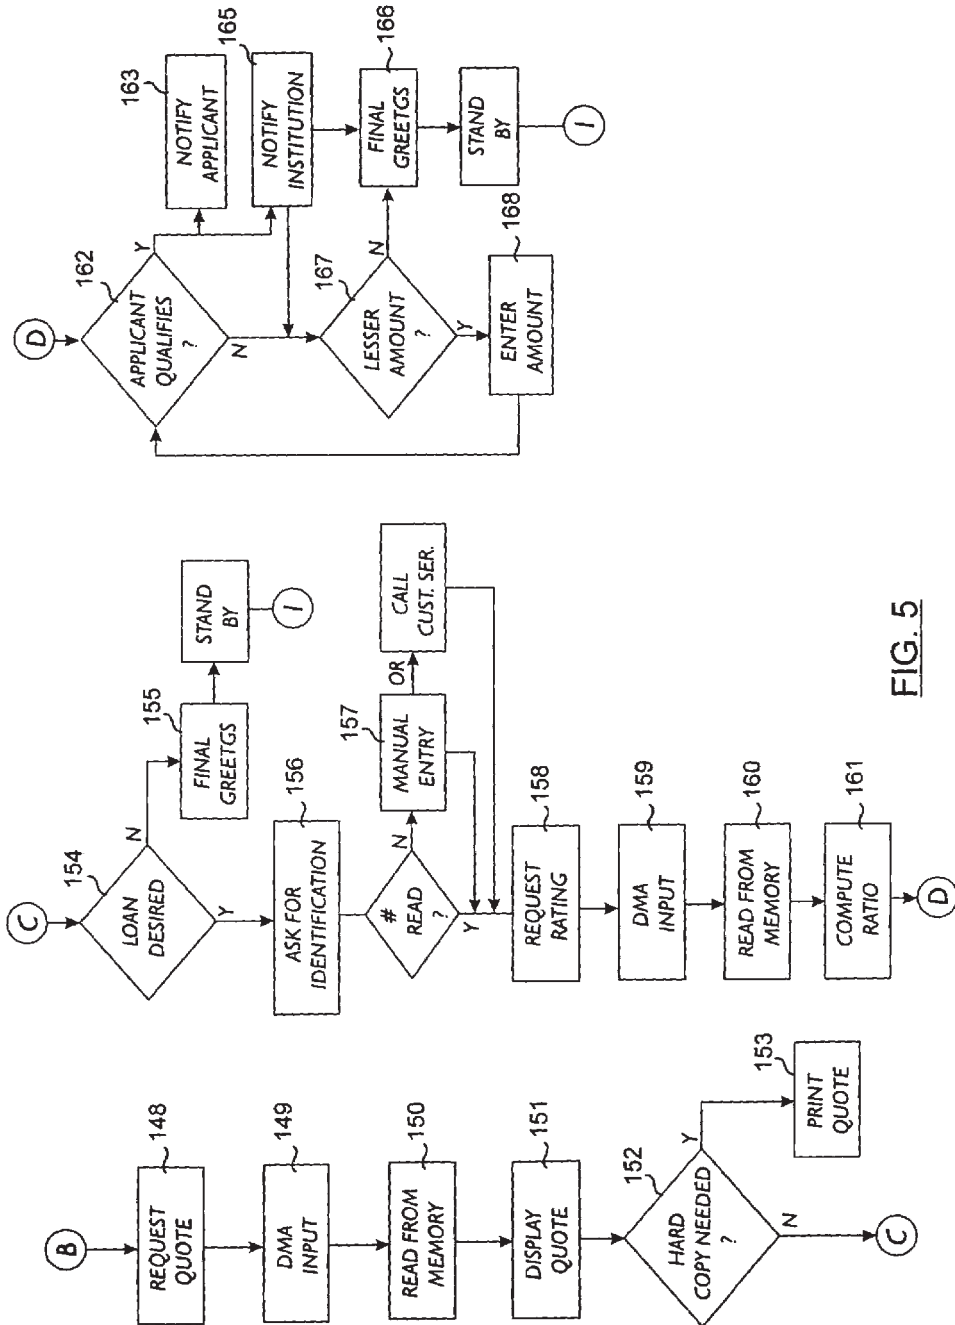 B
148
REQUEST
QUOTE
149
DMA
INPUT
150
READ FROM
MEMORY
151
DISPLAY
QUOTE
152
HARD
COPY NEEDED
?
Y
153
PRINT
QUOTE
N
C
C
154
LOAN
DESIRED
N
155
FINAL
GREETGS
STAND
BY
I
Y
156
ASK FOR
IDENTIFICATION
#
READ
?
N
157
MANUAL
ENTRY
OR
CALL
CUST. SER.
Y
158
REQUEST
RATING
159
DMA
INPUT
160
READ FROM
MEMORY
161
COMPUTE
RATIO
D
D
162
APPLICANT
QUALIFIES
?
Y
163
NOTIFY
APPLICANT
165
NOTIFY
INSTITUTION
N
167
LESSER
AMOUNT
?
N
166
FINAL
GREETGS
STAND
BY
I
Y
168
ENTER
AMOUNT
FIG. 5